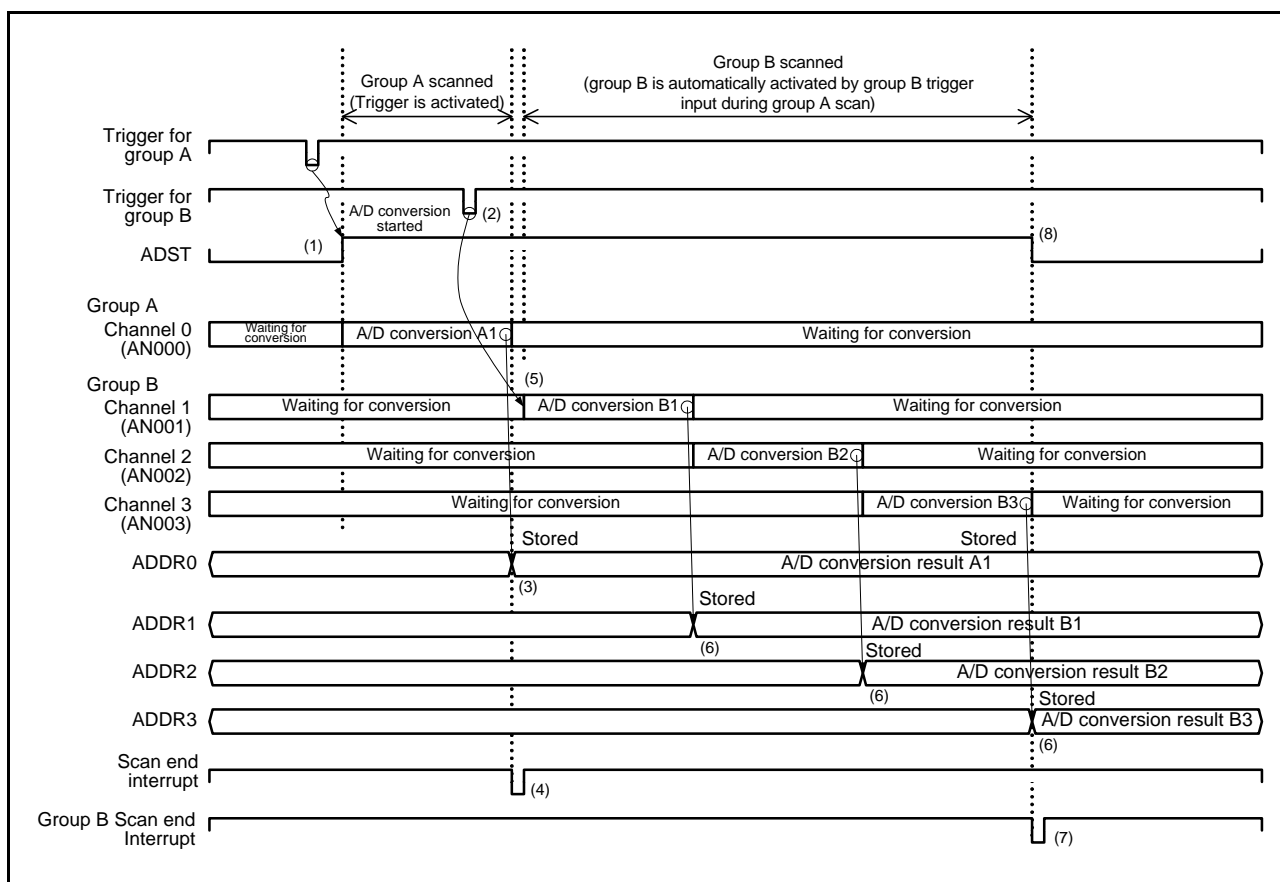 Group A scanned
(Trigger is activated)
Group B scanned
(group B is automatically activated by group B trigger
input during group A scan)
Trigger for
group A
Trigger for
group B
A/D conversion
started
(2)
ADST
(1)
(8)
Group A
Channel 0
(AN000)
Waiting for
conversion
A/D conversion A1
Waiting for conversion
Group B
(5)
Channel 1
(AN001)
Waiting for conversion
A/D conversion B1
Waiting for conversion
Channel 2
(AN002)
Waiting for conversion
A/D conversion B2
Waiting for conversion
Channel 3
(AN003)
Waiting for conversion
A/D conversion B3
Waiting for conversion
Stored
Stored
ADDR0
A/D conversion result A1
(3)
Stored
ADDR1
A/D conversion result B1
(6)
Stored
ADDR2
A/D conversion result B2
(6)
Stored
ADDR3
A/D conversion result B3
(6)
Scan end
interrupt
(4)
Group B Scan end
Interrupt
(7)